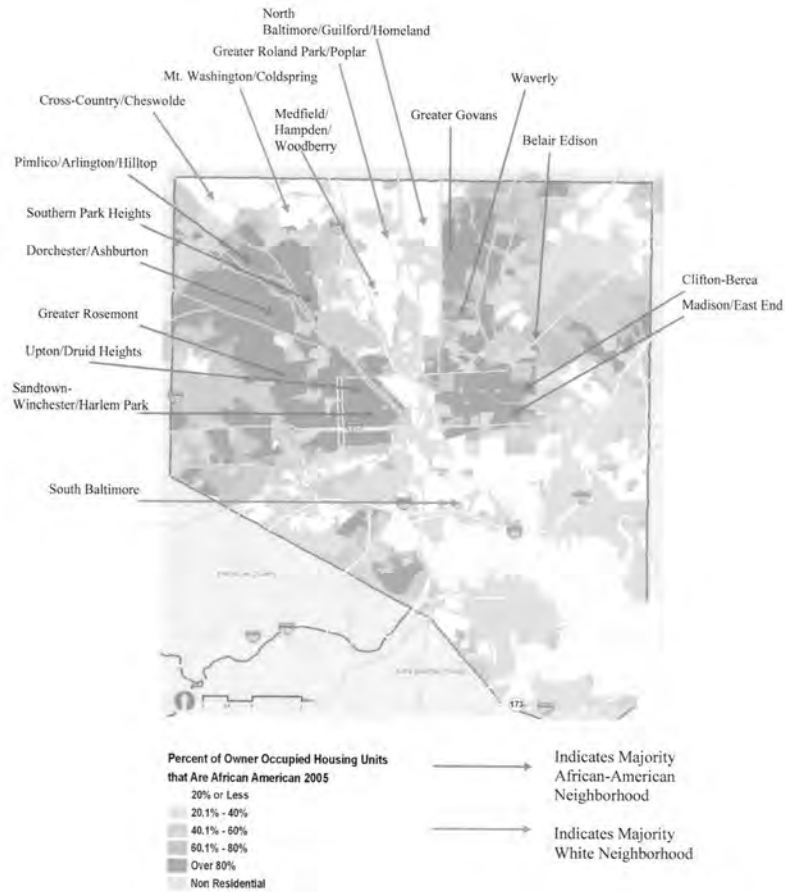 North
Baltimore/Guilford/Homeland
Greater Roland Park/Poplar
Mt. Washington/Coldspring
Waverly
Cross-Country/Cheswolde
Medfield/
Hampden/
Woodberry
Greater Govans
Belair Edison
Pimlico/Arlington/Hilltop
Southern Park Heights
Dorchester/Ashburton
Clifton-Berea
Madison/East End
Greater Rosemont
Upton/Druid Heights
Sandtown-
Winchester/Harlem Park
South Baltimore
173
Percent of Owner Occupied Housing Units
that Are African American 2005
20% or Less
20.1% - 40%
40.1% - 60%
60.1% - 80%
Over 80%
Non Residential
Indicates Majority
African-American
Neighborhood
Indicates Majority
White Neighborhood